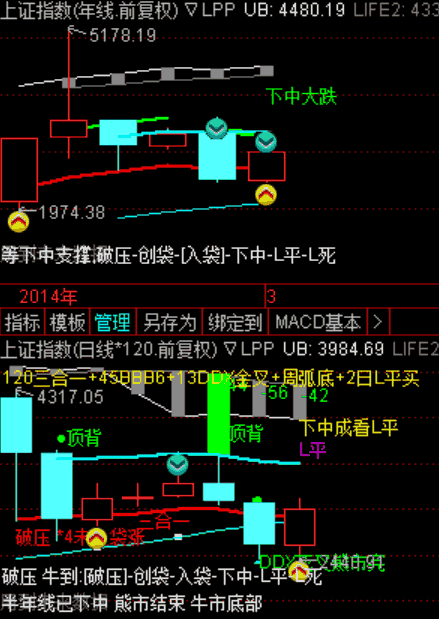 上证指数(年线.前复权) ▽ LPP UB: 4480.19 LIFE2: 433
5178.19
下中大跌
1974.38
等下中支撑:破压-创袋-[入袋]-下中-L平-L死
2014年 3
指标 模板 管理 另存为 绑定到 MACD基本 >
上证指数(日线*120.前复权) ▽ LPP UB: 3984.69 LIFE2
120三合一+45BBB6+13DDX金叉+周弧底+2日L平买
4317.05
-44 -56 -42
顶背 顶背 下中成看L平
L平
三合一
破压 *4未 袋张
2440.91
破压 牛到:[破压]-创袋-入袋-下中-L平-L死
半年线已下中 熊市结束 牛市底部